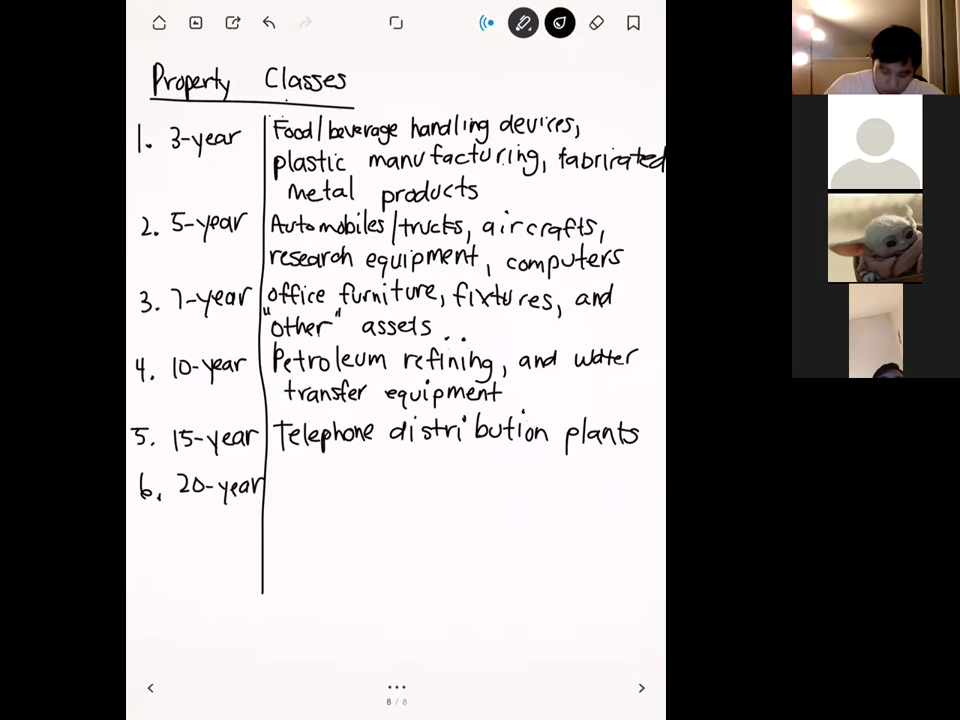 Property Classes
1. 3-year
Food/beverage handling devices,
plastic manufacturing, fabrirated
metal products
2. 5-year
Automobiles/trucks, aircrafts,
research equipment, computers
3. 7-year
office furniture, fixtures, and
"other" assets
4. 10-year
Petroleum refining, and water
transfer equipment
5. 15-year
Telephone distribution plants
6. 20-year
8 / 8